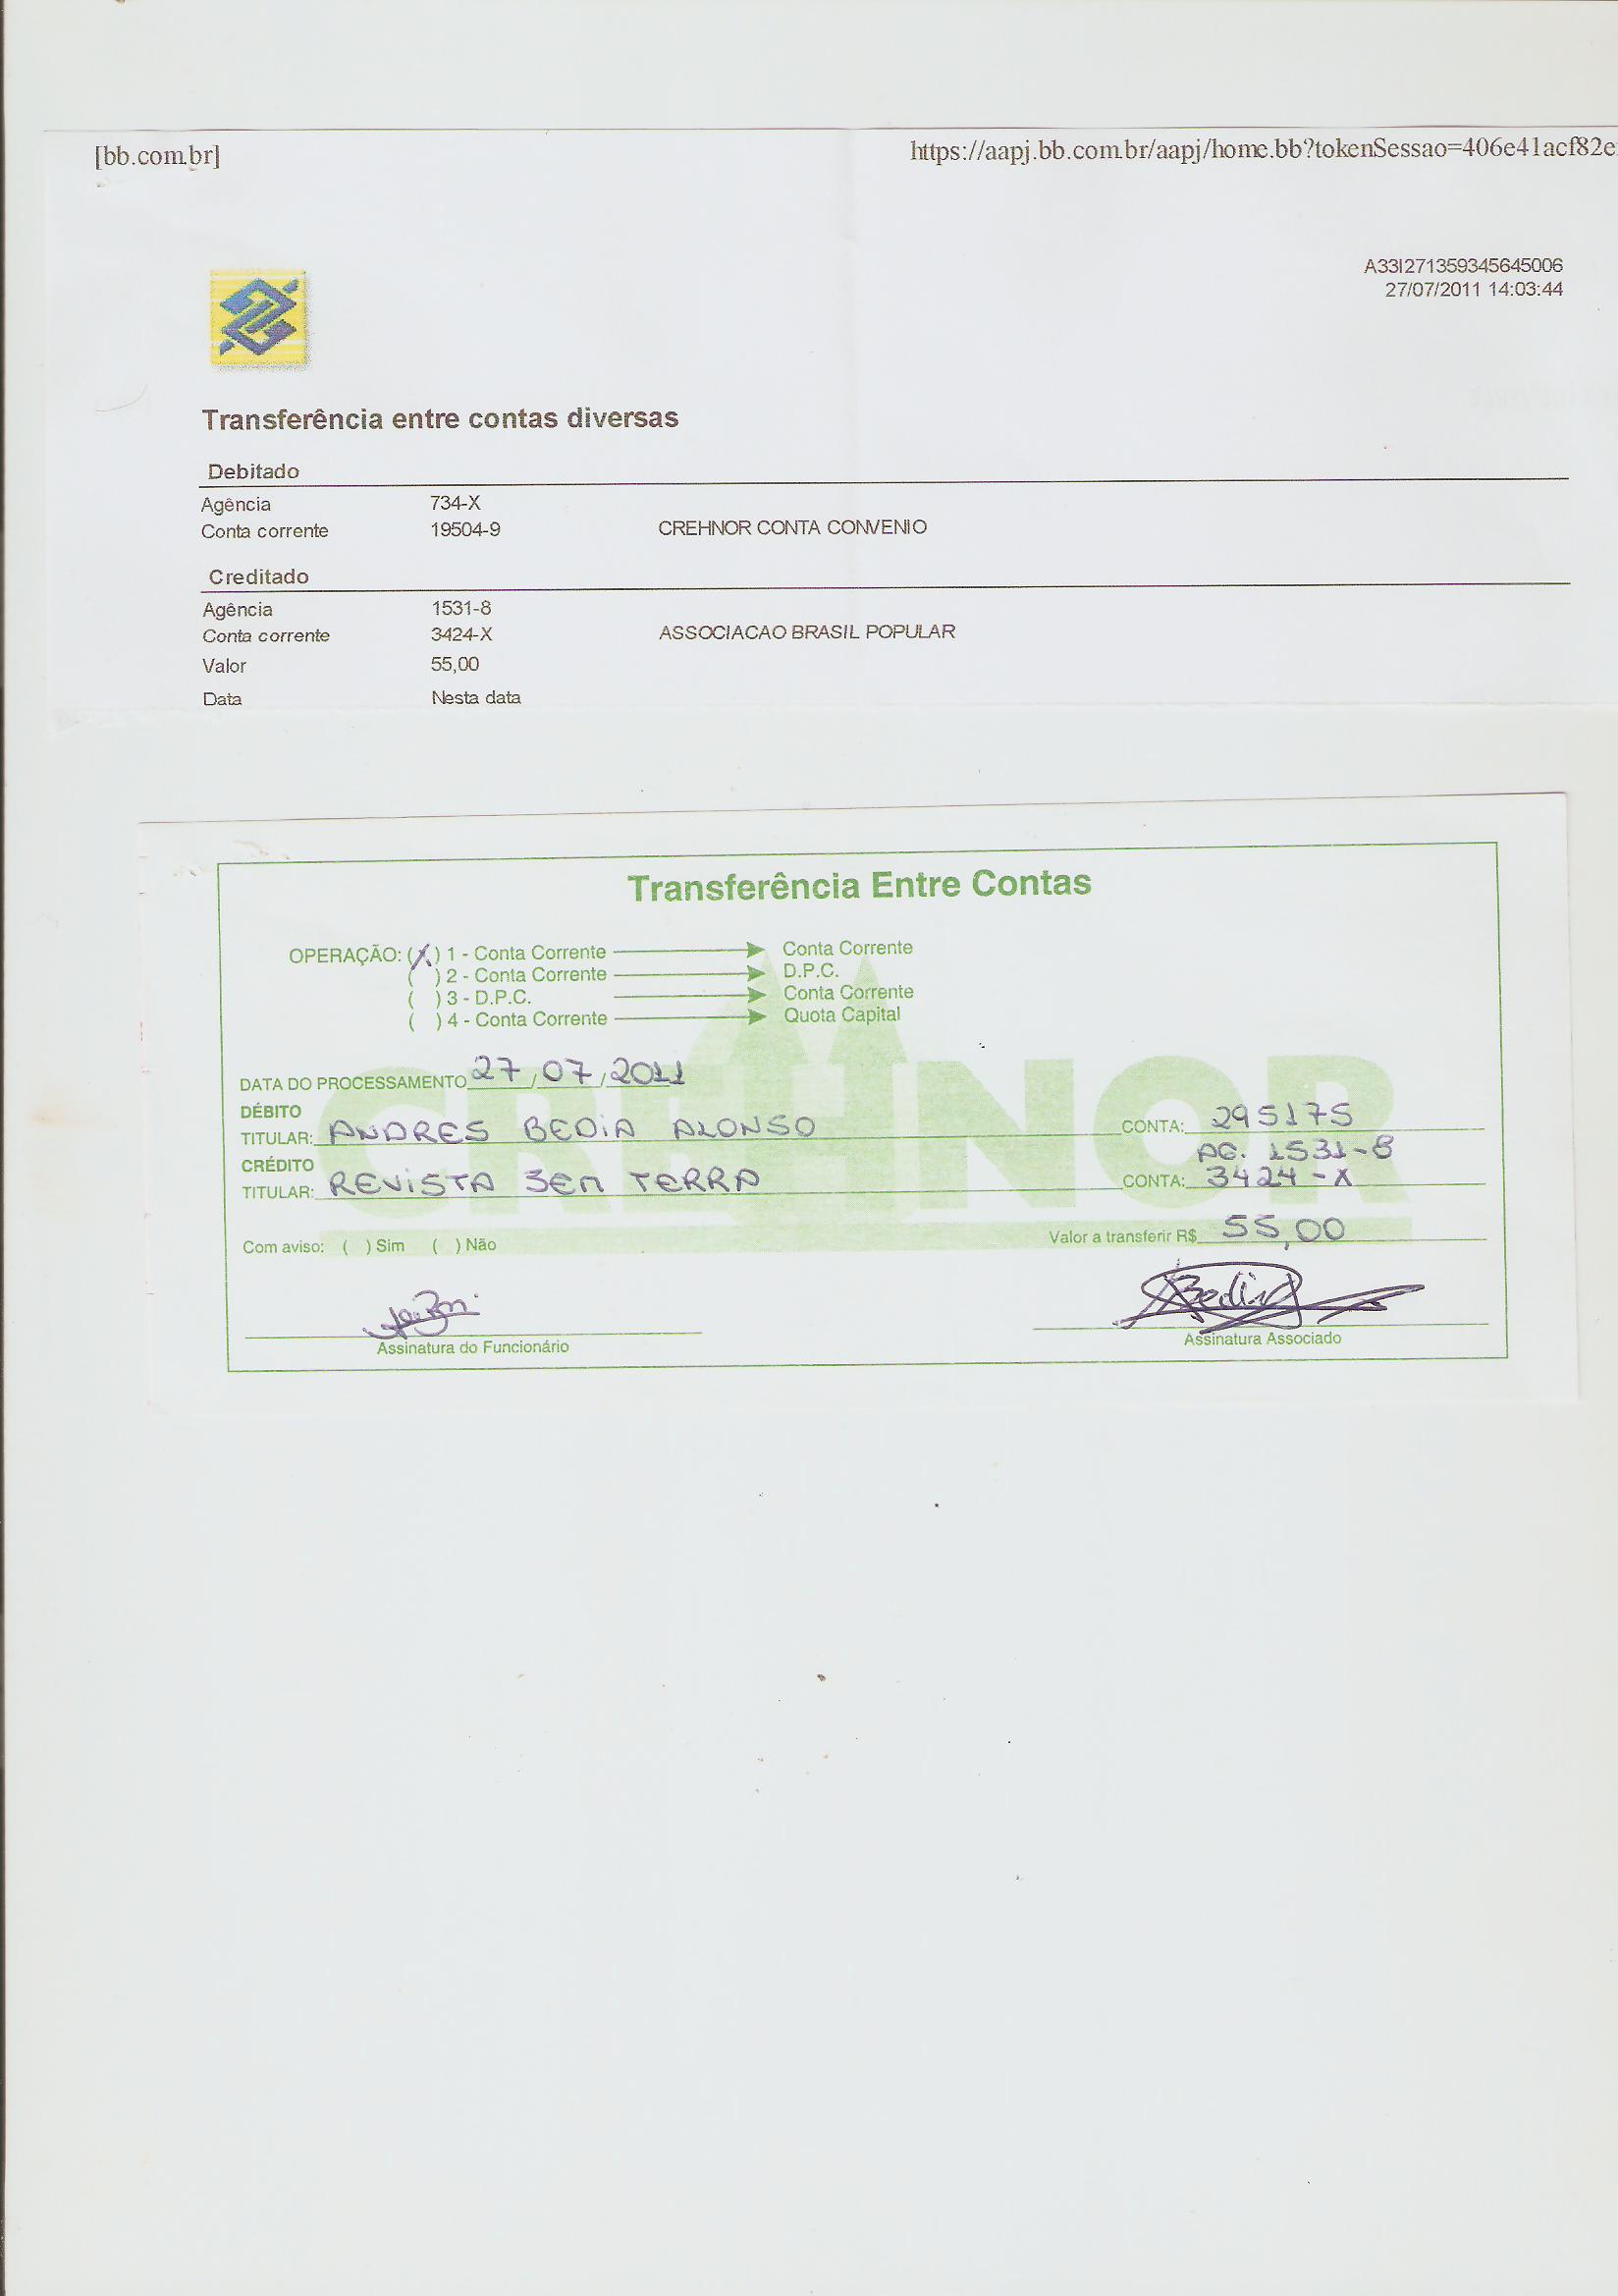 [bb.com.br] https://aapj.bb.com.br/aapj/home.bb?tokenSessao=406e41acf82e
A33I271359345645006
27/07/2011 14:03:44
Transferência entre contas diversas
Debitado
Agência 734-X
Conta corrente 19504-9 CREHNOR CONTA CONVENIO
Creditado
Agência 1531-8
Conta corrente 3424-X ASSOCIACAO BRASIL POPULAR
Valor 55,00
Data Nesta data
Transferência Entre Contas
OPERAÇÃO: (X) 1 - Conta Corrente Conta Corrente
( ) 2 - Conta Corrente D.P.C.
( ) 3 - D.P.C. Conta Corrente
( ) 4 - Conta Corrente Quota Capital
CREHNOR
DATA DO PROCESSAMENTO 27/07/2011
DÉBITO
TITULAR: ANDRES BEDIA ALONSO CONTA: 295175
CRÉDITO AG. 1531-8
TITULAR: REVISTA SEM TERRA CONTA: 3424-X
Com aviso: ( ) Sim ( ) Não Valor a transferir R$ 55,00
Assinatura do Funcionário Assinatura Associado